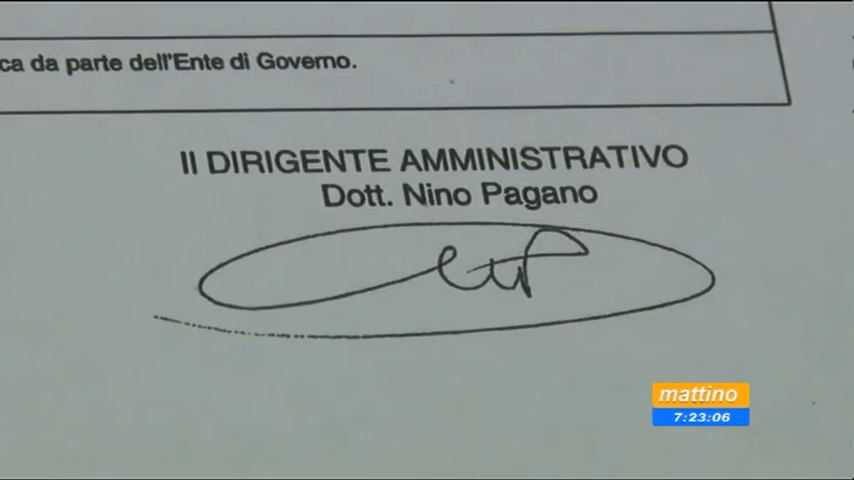 ca da parte dell'Ente di Governo.
Il DIRIGENTE AMMINISTRATIVO
Dott. Nino Pagano
mattino
7:23:06